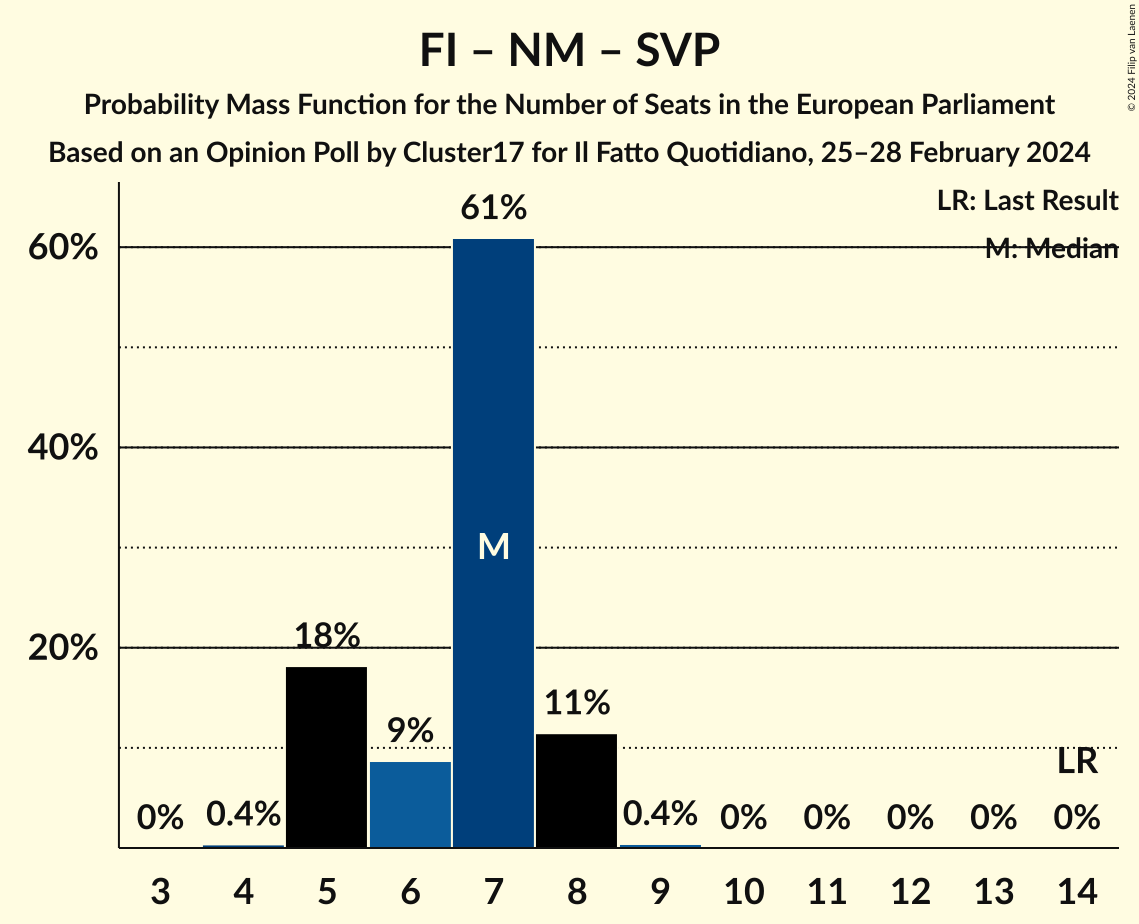 FI – NM – SVP
Probability Mass Function for the Number of Seats in the European Parliament
Based on an Opinion Poll by Cluster17 for Il Fatto Quotidiano, 25–28 February 2024
© 2024 Filip van Laenen
LR: Last Result
M: Median
60%
40%
20%
0%
0.4%
18%
9%
61%
M
11%
0.4%
0%
0%
0%
0%
LR
0%
3 4 5 6 7 8 9 10 11 12 13 14